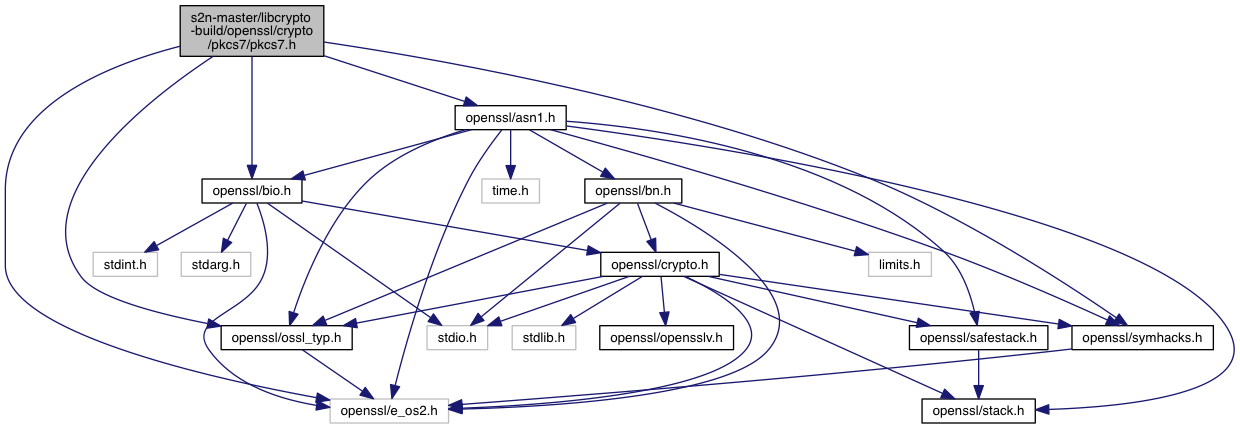 s2n-master/libcrypto
-build/openssl/crypto
/pkcs7/pkcs7.h
openssl/asn1.h
openssl/bio.h
time.h
openssl/bn.h
stdint.h
stdarg.h
openssl/crypto.h
limits.h
openssl/ossl_typ.h
stdio.h
stdlib.h
openssl/opensslv.h
openssl/safestack.h
openssl/symhacks.h
openssl/e_os2.h
openssl/stack.h